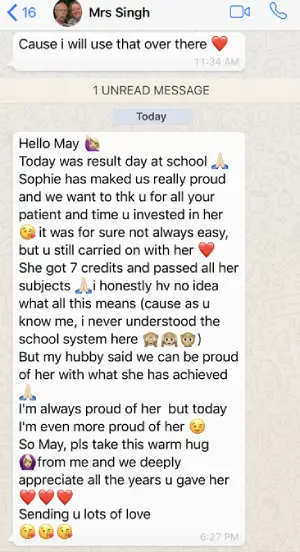 16
Mrs Singh
Cause i will use that over there ❤️
11:34 AM
1 UNREAD MESSAGE
Today
Hello May 🙋🏼‍♀️
Today was result day at school 🙏🏻
Sophie has made us really proud
and we want to thk u for all your
patient and time u invested in her
😘 it was for sure not always easy,
but u still carried on with her ❤️
She got 7 credits and passed all her
subjects 🙏🏻i honestly hv no idea
what all this means (cause as u
know me, i never understood the
school system here 🙈🙈🙊)
But my hubby said we can be proud
of her with what she has achieved
🙏🏻
I'm always proud of her but today
I'm even more proud of her 😉
So May, pls take this warm hug
🙆🏻‍♀️from me and we deeply
appreciate all the years u gave her
❤️❤️❤️
Sending u lots of love
😘😘😘
6:27 PM